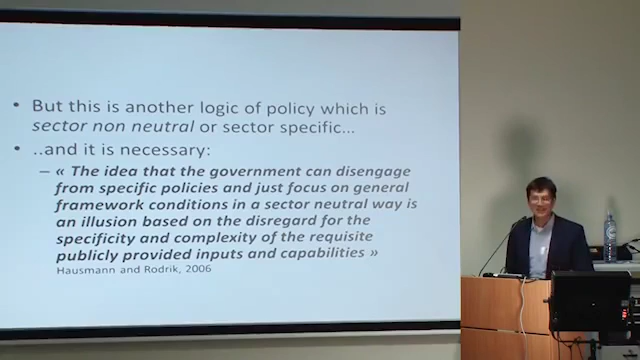 • But this is another logic of policy which is
sector non neutral or sector specific...
• ..and it is necessary:
– « The idea that the government can disengage
from specific policies and just focus on general
framework conditions in a sector neutral way is
an illusion based on the disregard for the
specificity and complexity of the requisite
publicly provided inputs and capabilities »
Hausmann and Rodrik, 2006